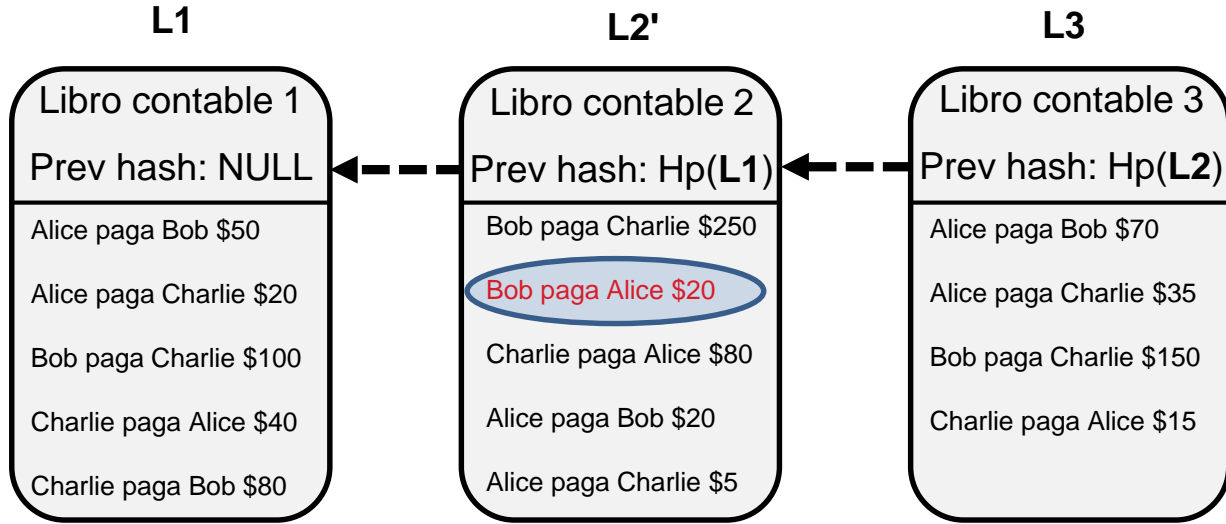 L1
Libro contable 1
Prev hash: NULL
Alice paga Bob $50
Alice paga Charlie $20
Bob paga Charlie $100
Charlie paga Alice $40
Charlie paga Bob $80
L2'
Libro contable 2
Prev hash: Hp(L1)
Bob paga Charlie $250
Bob paga Alice $20
Charlie paga Alice $80
Alice paga Bob $20
Alice paga Charlie $5
L3
Libro contable 3
Prev hash: Hp(L2)
Alice paga Bob $70
Alice paga Charlie $35
Bob paga Charlie $150
Charlie paga Alice $15